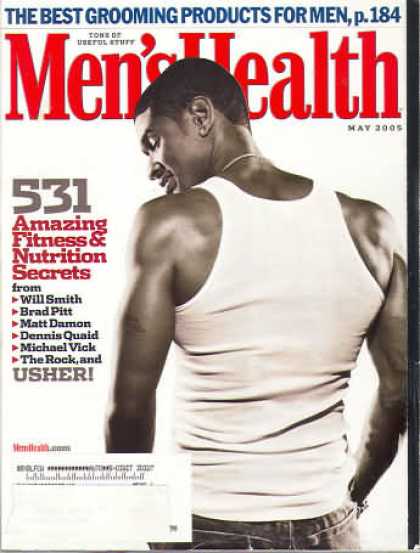 THE BEST GROOMING PRODUCTS FOR MEN, p.184
TONS OF
USEFUL STUFF
Men'sHealth
MAY 2005
531
Amazing
Fitness &
Nutrition
Secrets
from
▶Will Smith
▶Brad Pitt
▶Matt Damon
▶Dennis Quaid
▶Michael Vick
▶The Rock, and
USHER!
MensHealth.com